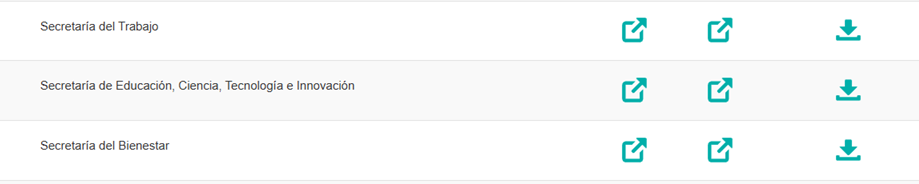 Secretaría del Trabajo
Secretaría de Educación, Ciencia, Tecnología e Innovación
Secretaría del Bienestar